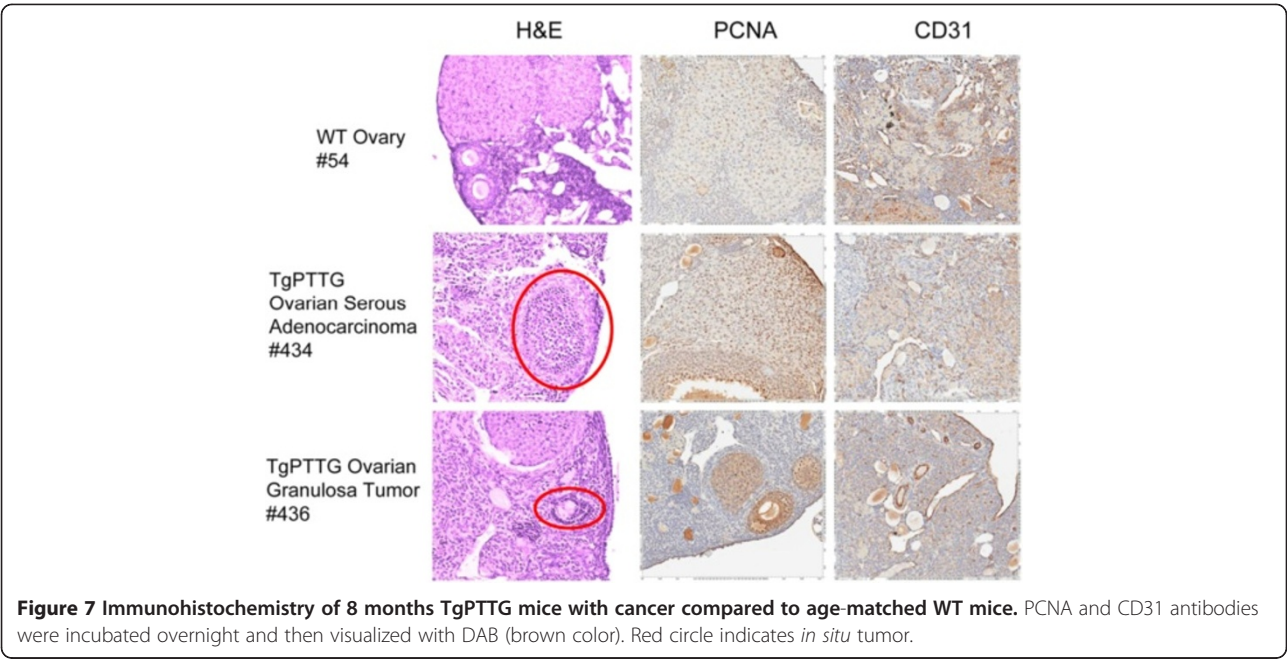 H&E PCNA CD31
WT Ovary
#54
TgPTTG
Ovarian Serous
Adenocarcinoma
#434
TgPTTG Ovarian
Granulosa Tumor
#436
Figure 7 Immunohistochemistry of 8 months TgPTTG mice with cancer compared to age-matched WT mice. PCNA and CD31 antibodies
were incubated overnight and then visualized with DAB (brown color). Red circle indicates in situ tumor.